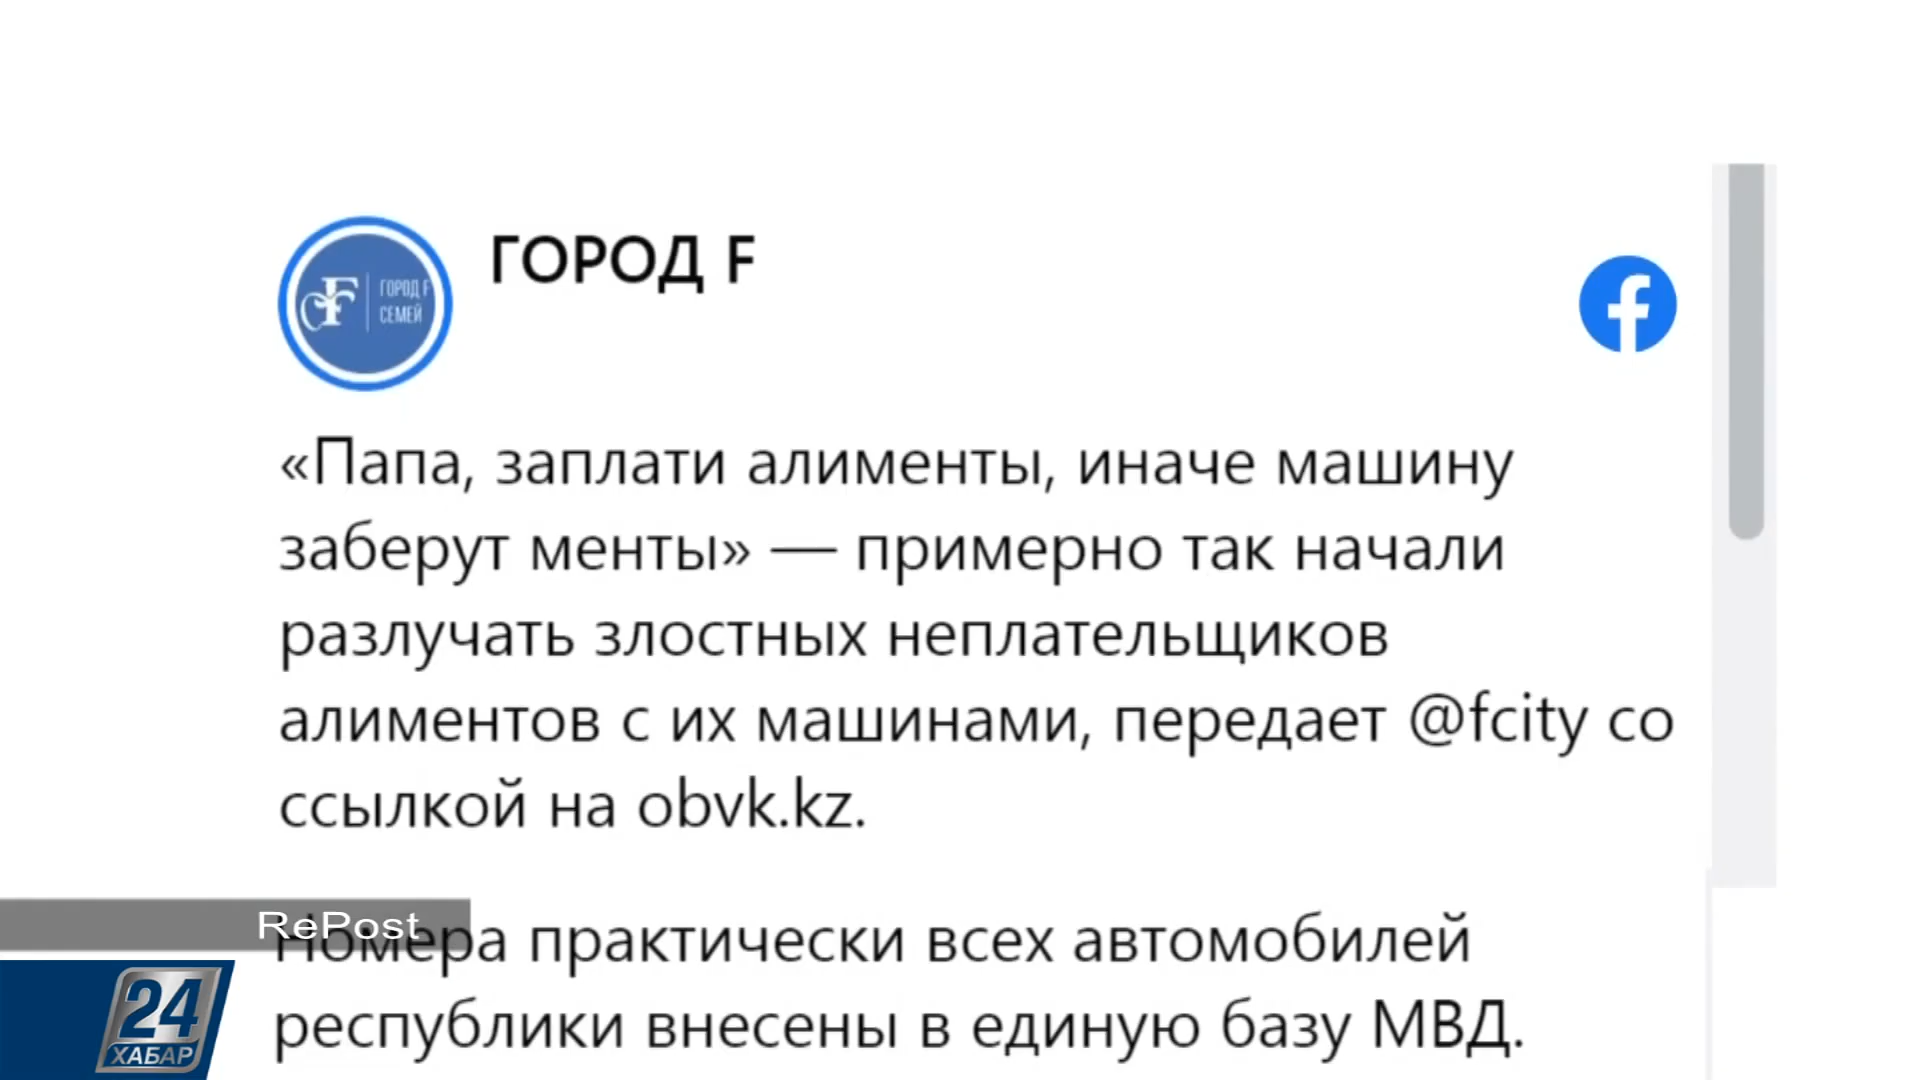 ГОРОД F
F
ГОРОД F
СЕМЕЙ
«Папа, заплати алименты, иначе машину
заберут менты» — примерно так начали
разлучать злостных неплательщиков
алиментов с их машинами, передает @fcity со
ссылкой на obvk.kz.
RePost
Номера практически всех автомобилей
республики внесены в единую базу МВД.
24
ХАБАР